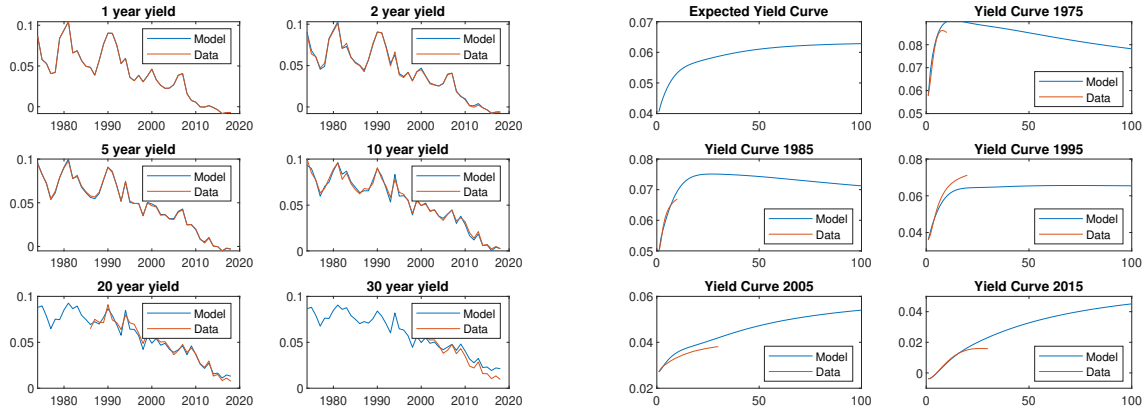 1 year yield
0.1
0.05
0
1980
1990
2000
2010
2020
Model
Data
2 year yield
0.1
0.05
0
1980
1990
2000
2010
2020
Model
Data
5 year yield
0.1
0.05
0
1980
1990
2000
2010
2020
Model
Data
10 year yield
0.1
0.05
0
1980
1990
2000
2010
2020
Model
Data
20 year yield
0.1
0.05
0
1980
1990
2000
2010
2020
Model
Data
30 year yield
0.1
0.05
0
1980
1990
2000
2010
2020
Model
Data
Expected Yield Curve
0.07
0.06
0.05
0.04
0
50
100
Yield Curve 1975
0.09
0.08
0.07
0.06
0.05
0
50
100
Model
Data
Yield Curve 1985
0.08
0.07
0.06
0.05
0
50
100
Model
Data
Yield Curve 1995
0.08
0.06
0.04
0
50
100
Model
Data
Yield Curve 2005
0.06
0.04
0.02
0
50
100
Model
Data
Yield Curve 2015
0.04
0.02
0
0
50
100
Model
Data